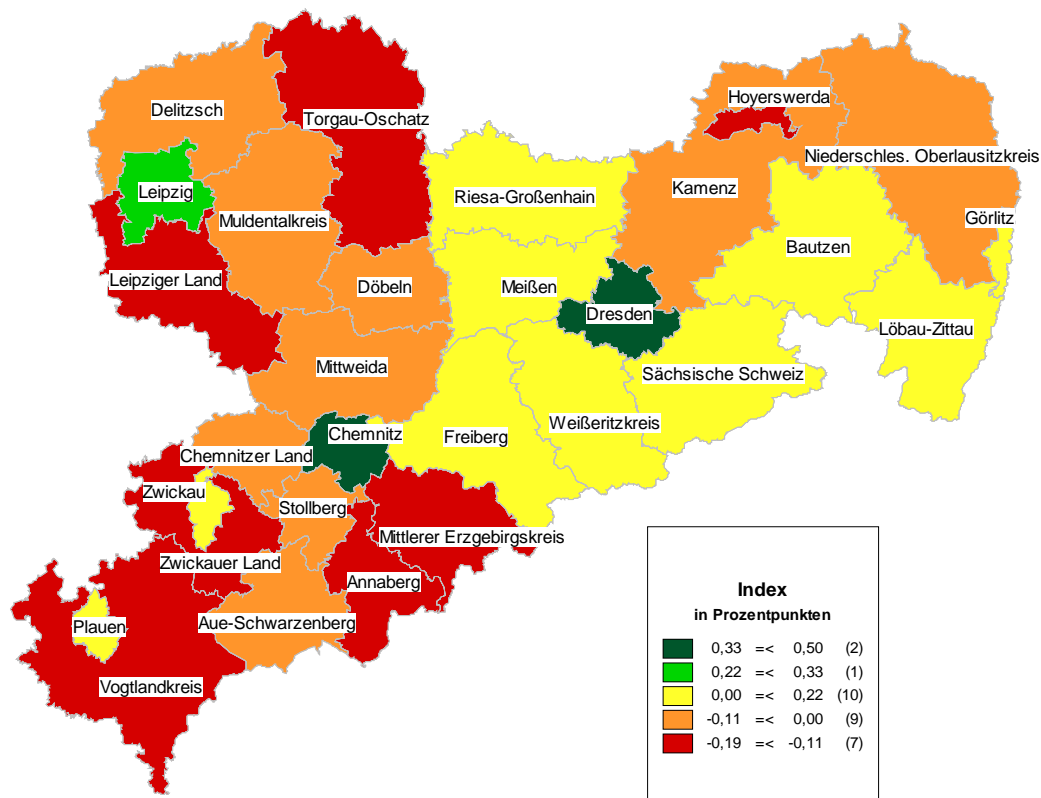 Hoyerswerda
Delitzsch
Torgau-Oschatz
Niederschles. Oberlausitzkreis
Leipzig
Kamenz
Riesa-Großenhain
Muldentalkreis
Görlitz
Bautzen
Leipziger Land
Döbeln
Meißen
Dresden
Löbau-Zittau
Mittweida
Sächsische Schweiz
Weißeritzkreis
Chemnitz
Freiberg
Chemnitzer Land
Zwickau
Stollberg
Mittlerer Erzgebirgskreis
Zwickauer Land
Annaberg
Plauen
Aue-Schwarzenberg
Vogtlandkreis
Index
in Prozentpunkten
0,33 =< 0,50 (2)
0,22 =< 0,33 (1)
0,00 =< 0,22 (10)
-0,11 =< 0,00 (9)
-0,19 =< -0,11 (7)